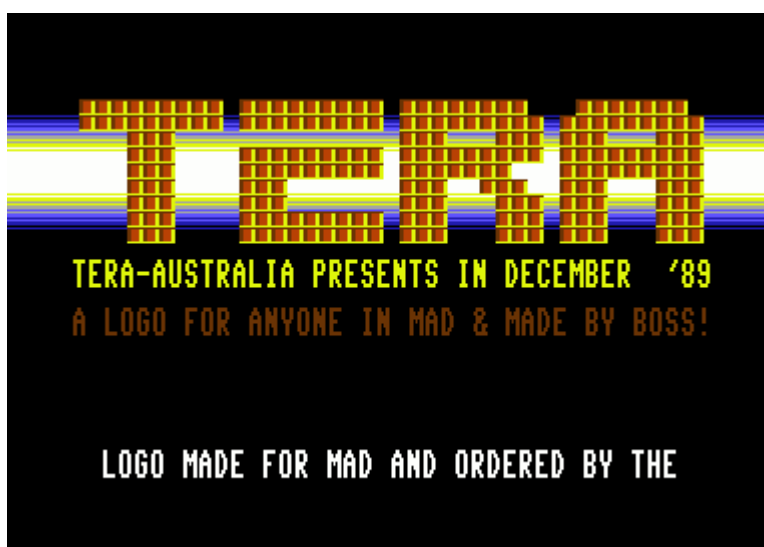 TERA
TERA-AUSTRALIA PRESENTS IN DECEMBER  '89
A LOGO FOR ANYONE IN MAD & MADE BY BOSS!
LOGO MADE FOR MAD AND ORDERED BY THE